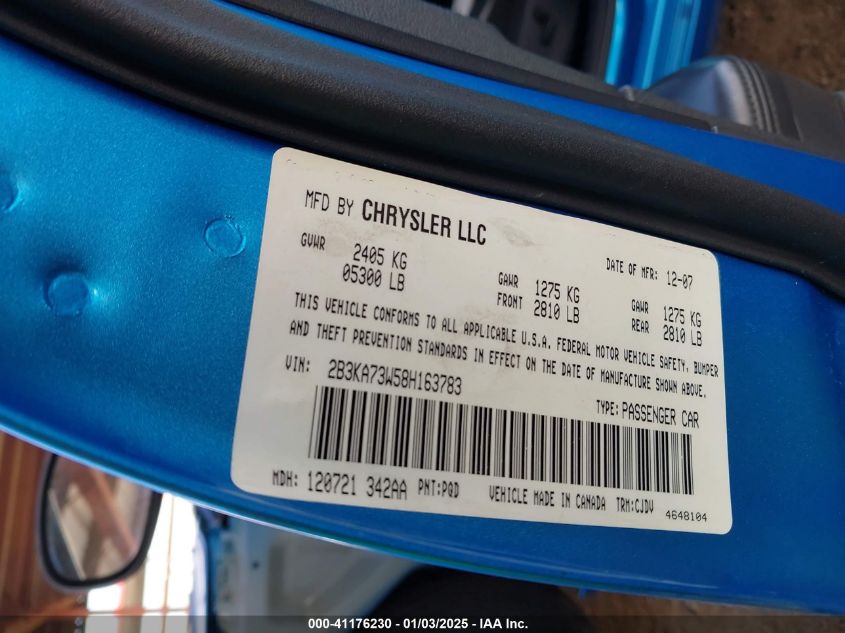 MFD BY CHRYSLER LLC
GVWR 2405 KG
05300 LB
GAWR FRONT 1275 KG
2810 LB
DATE OF MFR: 12-07
GAWR REAR 1275 KG
2810 LB
THIS VEHICLE CONFORMS TO ALL APPLICABLE U.S.A. FEDERAL MOTOR VEHICLE SAFETY, BUMPER
AND THEFT PREVENTION STANDARDS IN EFFECT ON THE DATE OF MANUFACTURE SHOWN ABOVE.
VIN: 2B3KA73W58H163783
TYPE: PASSENGER CAR
MDH: 120721 342AA PNT:PQD VEHICLE MADE IN CANADA TRM:CJDV
4648104
000-41176230 - 01/03/2025 - IAA Inc.